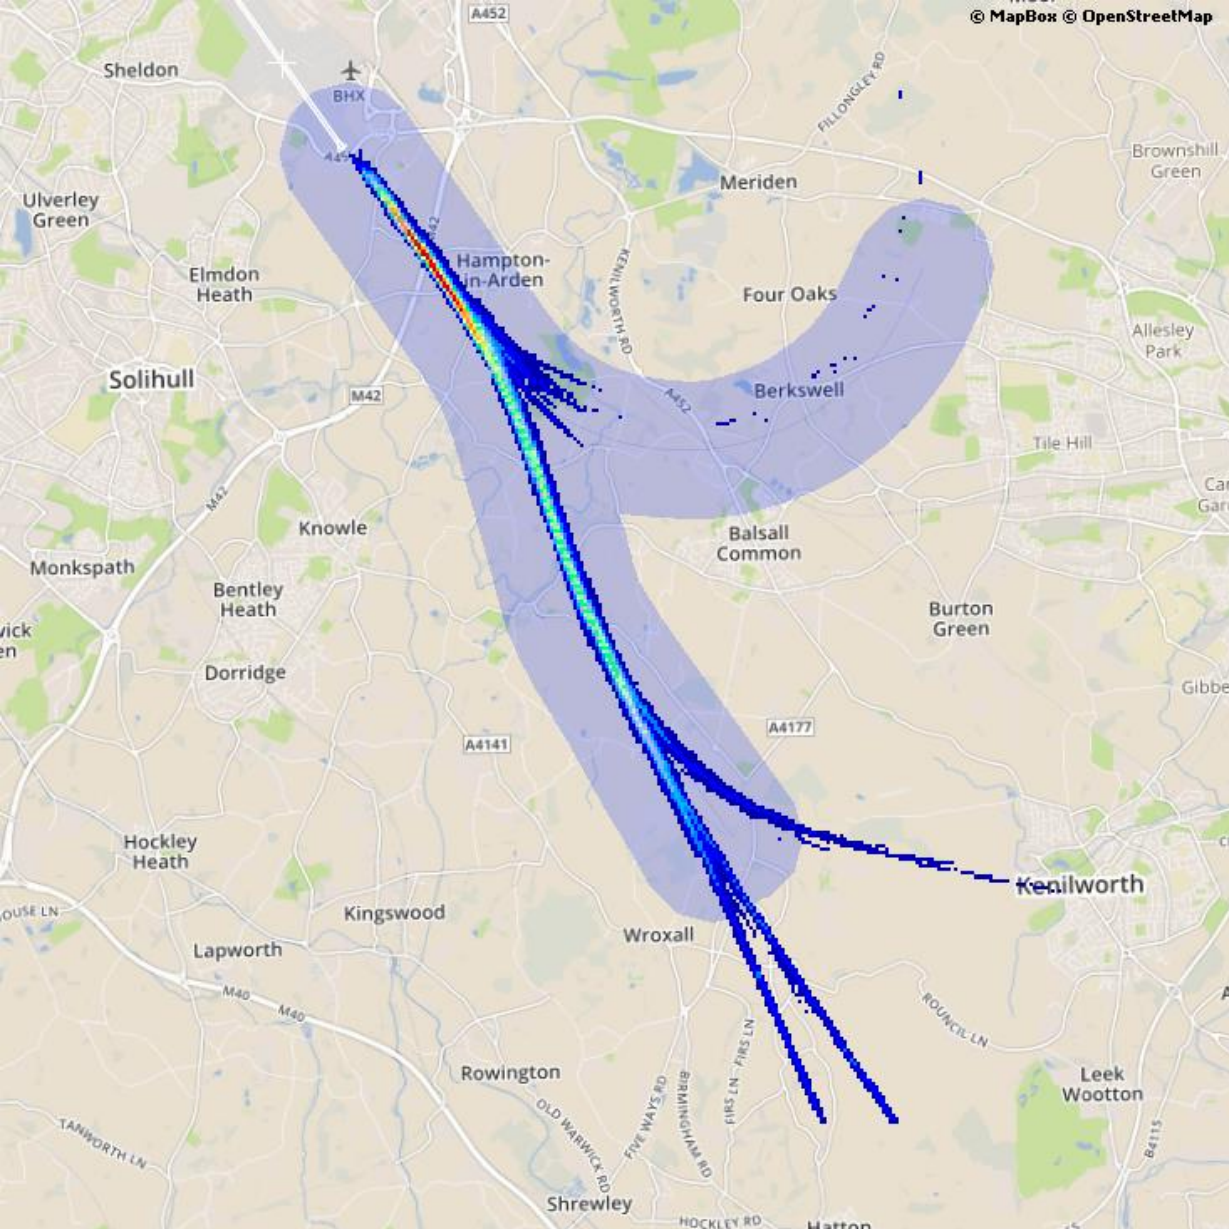 © MapBox © OpenStreetMap
A452
Sheldon
BHX
FILLONGLEY RD
Brownshill
Green
Meriden
Ulverley
Green
Hampton-
in-Arden
Elmdon
Heath
KENILWORTH RD
Four Oaks
Allesley
Park
Solihull
M42
A452
Berkswell
Tile Hill
M42
Knowle
Balsall
Common
Monkspath
Bentley
Heath
Burton
Green
Dorridge
A4177
A4141
Hockley
Heath
Kenilworth
Kingswood
Wroxall
Lapworth
M40
M40
ROUNCIL LN
FIRS LN
Rowington
Leek
Wootton
FIRS LN
FIVE WAYS RD
BIRMINGHAM RD
OLD WARWICK RD
TANWORTH LN
B4115
Shrewley
HOCKLEY RD
Hatton